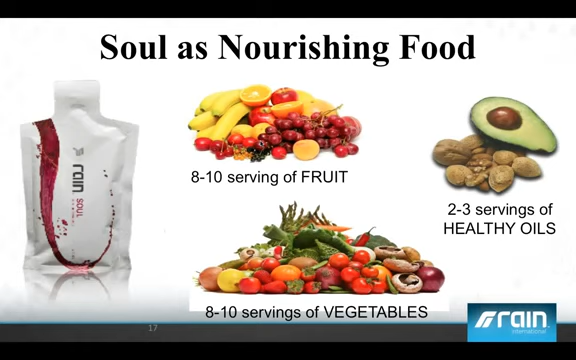 Soul as Nourishing Food
rain
SOUL
8-10 serving of FRUIT
2-3 servings of
HEALTHY OILS
8-10 servings of VEGETABLES
17
rain
international